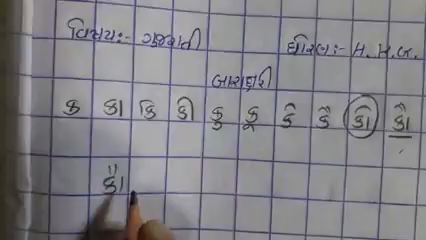 વિષય:- ગુજરાતી ધોરણ:- H.K.G.
બારાક્ષરી
ક કા કિ કી કુ કૂ કે કૈ કો કૌ